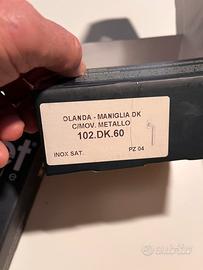 OLANDA - MANIGLIA DK
C/MOV. METALLO
102.DK.60
INOX SAT.
PZ 04
subito